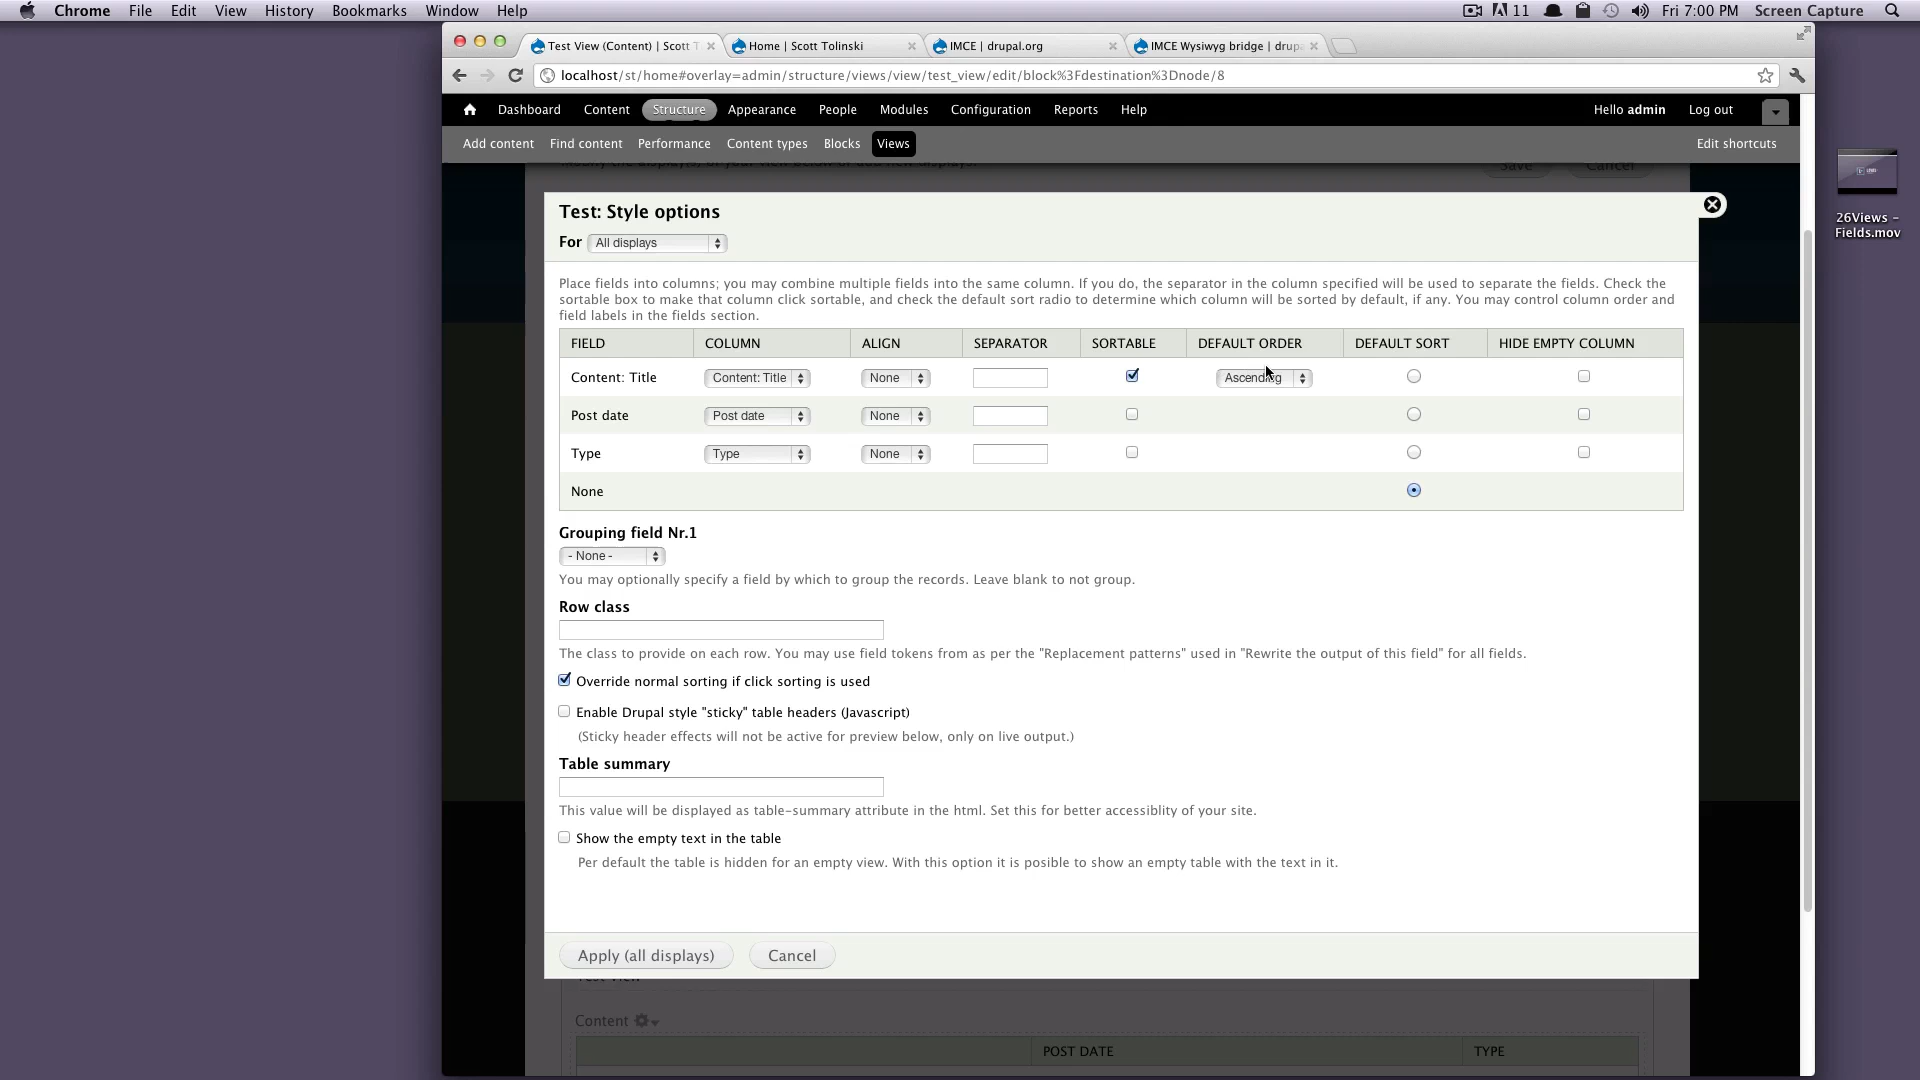 Chrome File Edit View History Bookmarks Window Help 11 Fri 7:00 PM Screen Capture
Test View (Content) | Scott T Home | Scott Tolinski IMCE | drupal.org IMCE Wysiwyg bridge | drup
localhost/st/home#overlay=admin/structure/views/view/test_view/edit/block%3Fdestination%3Dnode/8
Dashboard Content Structure Appearance People Modules Configuration Reports Help Hello admin Log out
Add content Find content Performance Content types Blocks Views Edit shortcuts
Save Cancel
26Views -
Fields.mov
Test: Style options
For All displays
Place fields into columns; you may combine multiple fields into the same column. If you do, the separator in the column specified will be used to separate the fields. Check the
sortable box to make that column click sortable, and check the default sort radio to determine which column will be sorted by default, if any. You may control column order and
field labels in the fields section.
FIELD COLUMN ALIGN SEPARATOR SORTABLE DEFAULT ORDER DEFAULT SORT HIDE EMPTY COLUMN
Content: Title Content: Title None Ascending
Post date Post date None
Type Type None
None
Grouping field Nr.1
- None -
You may optionally specify a field by which to group the records. Leave blank to not group.
Row class
The class to provide on each row. You may use field tokens from as per the "Replacement patterns" used in "Rewrite the output of this field" for all fields.
Override normal sorting if click sorting is used
Enable Drupal style "sticky" table headers (Javascript)
(Sticky header effects will not be active for preview below, only on live output.)
Table summary
This value will be displayed as table-summary attribute in the html. Set this for better accessiblity of your site.
Show the empty text in the table
Per default the table is hidden for an empty view. With this option it is posible to show an empty table with the text in it.
Apply (all displays) Cancel
Content
POST DATE TYPE